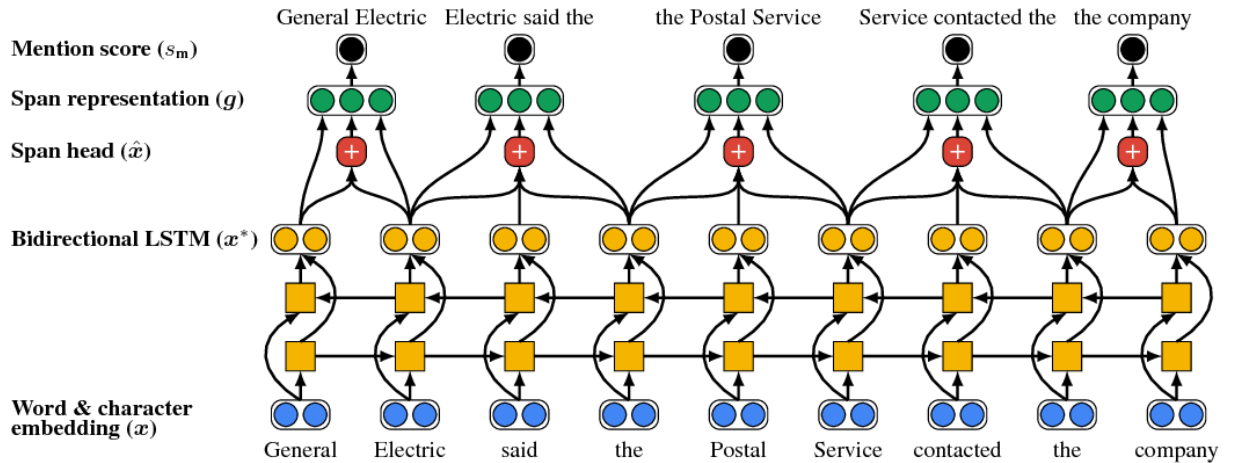 General Electric Electric said the the Postal Service Service contacted the the company
Mention score (sₘ)
Span representation (g)
Span head (x̂)
+ + + + +
Bidirectional LSTM (x*)
Word & character
embedding (x)
General Electric said the Postal Service contacted the company